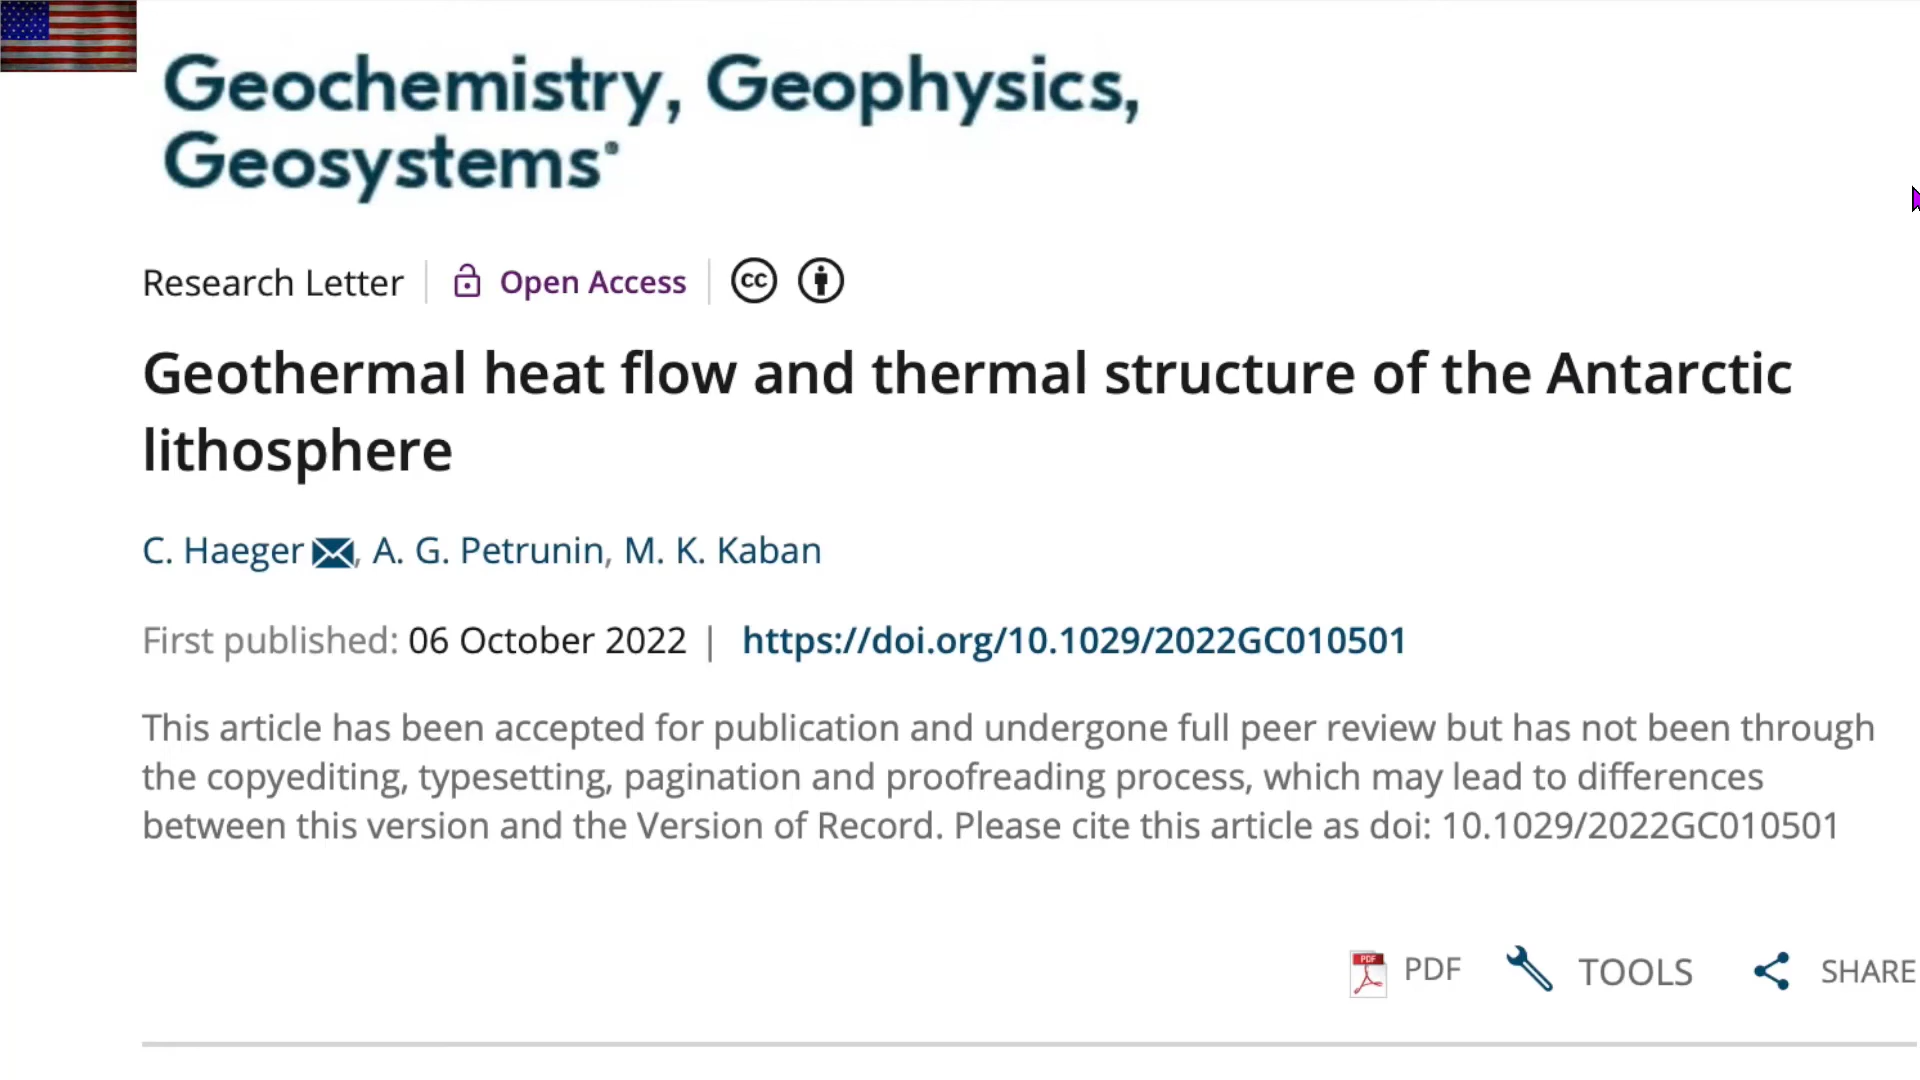 Geochemistry, Geophysics,
Geosystems®
Research Letter Open Access cc
Geothermal heat flow and thermal structure of the Antarctic
lithosphere
C. Haeger, A. G. Petrunin, M. K. Kaban
First published: 06 October 2022 | https://doi.org/10.1029/2022GC010501
This article has been accepted for publication and undergone full peer review but has not been through
the copyediting, typesetting, pagination and proofreading process, which may lead to differences
between this version and the Version of Record. Please cite this article as doi: 10.1029/2022GC010501
PDF PDF TOOLS SHARE